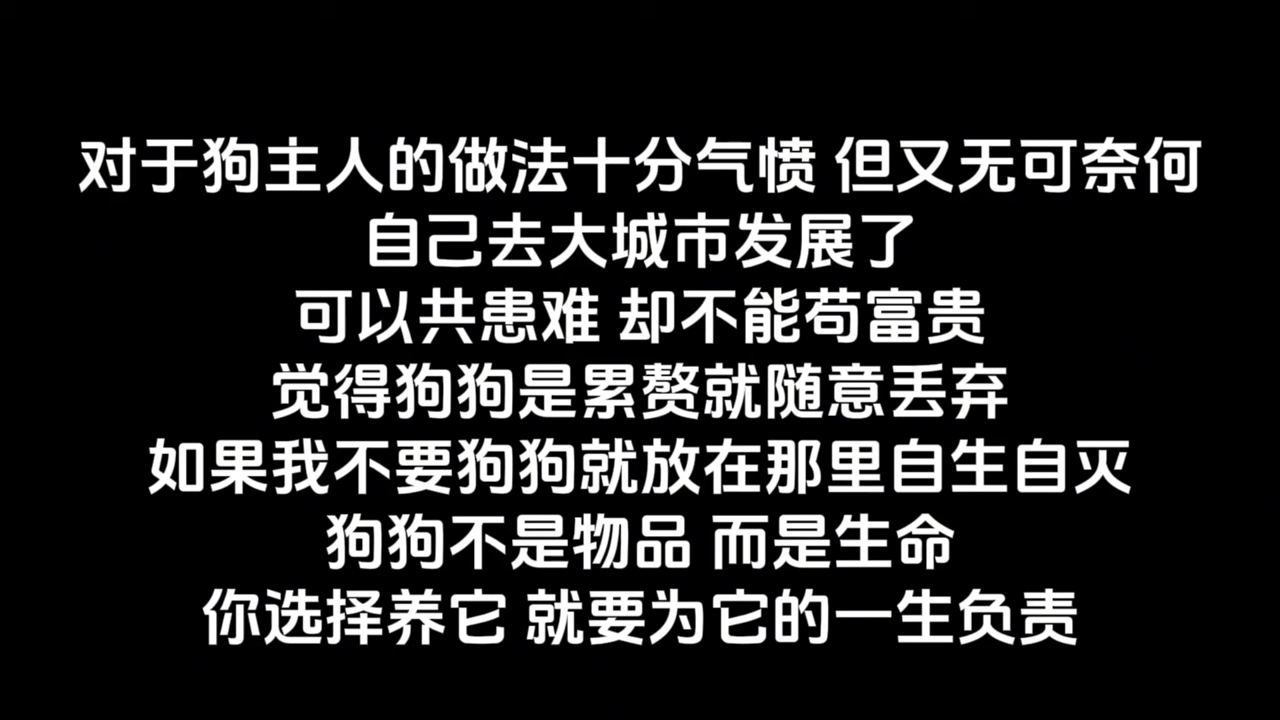 对于狗主人的做法十分气愤 但又无可奈何
自己去大城市发展了
可以共患难 却不能苟富贵
觉得狗狗是累赘就随意丢弃
如果我不要狗狗就放在那里自生自灭
狗狗不是物品 而是生命
你选择养它 就要为它的一生负责